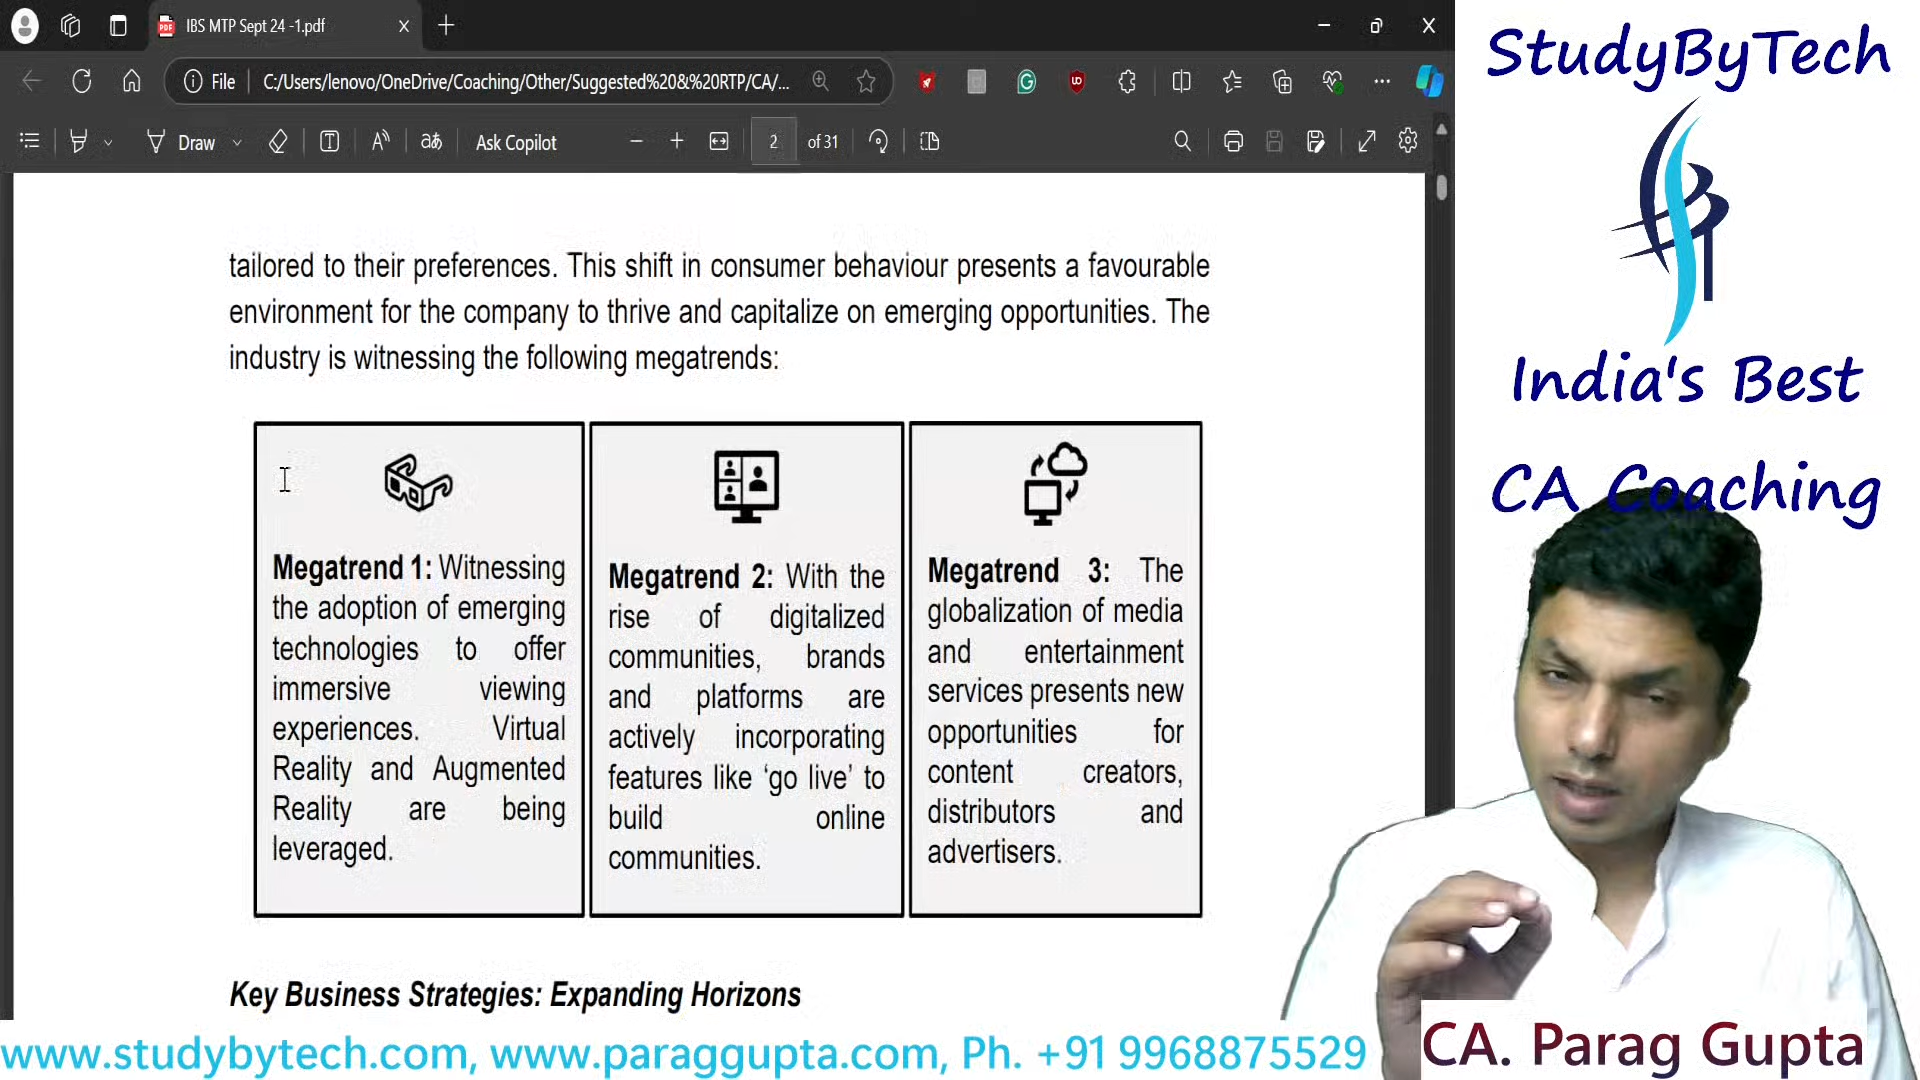 IBS MTP Sept 24 -1.pdf
File
C:/Users/lenovo/OneDrive/Coaching/Other/Suggested%20&%20RTP/CA/...
Draw
Ask Copilot
2 of 31
tailored to their preferences. This shift in consumer behaviour presents a favourable
environment for the company to thrive and capitalize on emerging opportunities. The
industry is witnessing the following megatrends:
Megatrend 1: Witnessing
the adoption of emerging
technologies to offer
immersive viewing
experiences. Virtual
Reality and Augmented
Reality are being
leveraged.
Megatrend 2: With the
rise of digitalized
communities, brands
and platforms are
actively incorporating
features like ‘go live’ to
build online
communities.
Megatrend 3: The
globalization of media
and entertainment
services presents new
opportunities for
content creators,
distributors and
advertisers.
Key Business Strategies: Expanding Horizons
StudyByTech
India's Best
CA Coaching
www.studybytech.com, www.paraggupta.com, Ph. +91 9968875529
CA. Parag Gupta